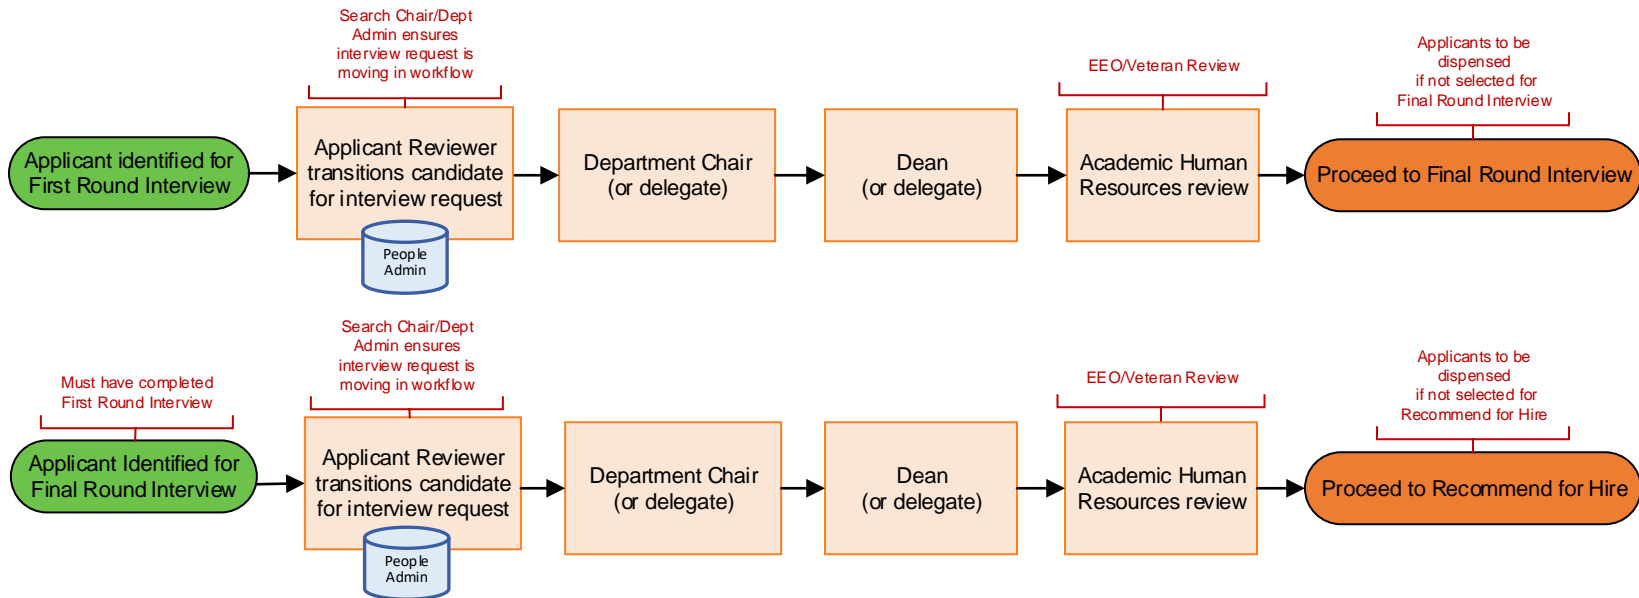 Search Chair/Dept
Admin ensures
interview request is
moving in workflow
EEO/Veteran Review
Applicants to be
dispensed
if not selected for
Final Round Interview
Applicant identified for
First Round Interview
Applicant Reviewer
transitions candidate
for interview request
People
Admin
Department Chair
(or delegate)
Dean
(or delegate)
Academic Human
Resources review
Proceed to Final Round Interview
Must have completed
First Round Interview
Search Chair/Dept
Admin ensures
interview request is
moving in workflow
EEO/Veteran Review
Applicants to be
dispensed
if not selected for
Recommend for Hire
Applicant Identified for
Final Round Interview
Applicant Reviewer
transitions candidate
for interview request
People
Admin
Department Chair
(or delegate)
Dean
(or delegate)
Academic Human
Resources review
Proceed to Recommend for Hire